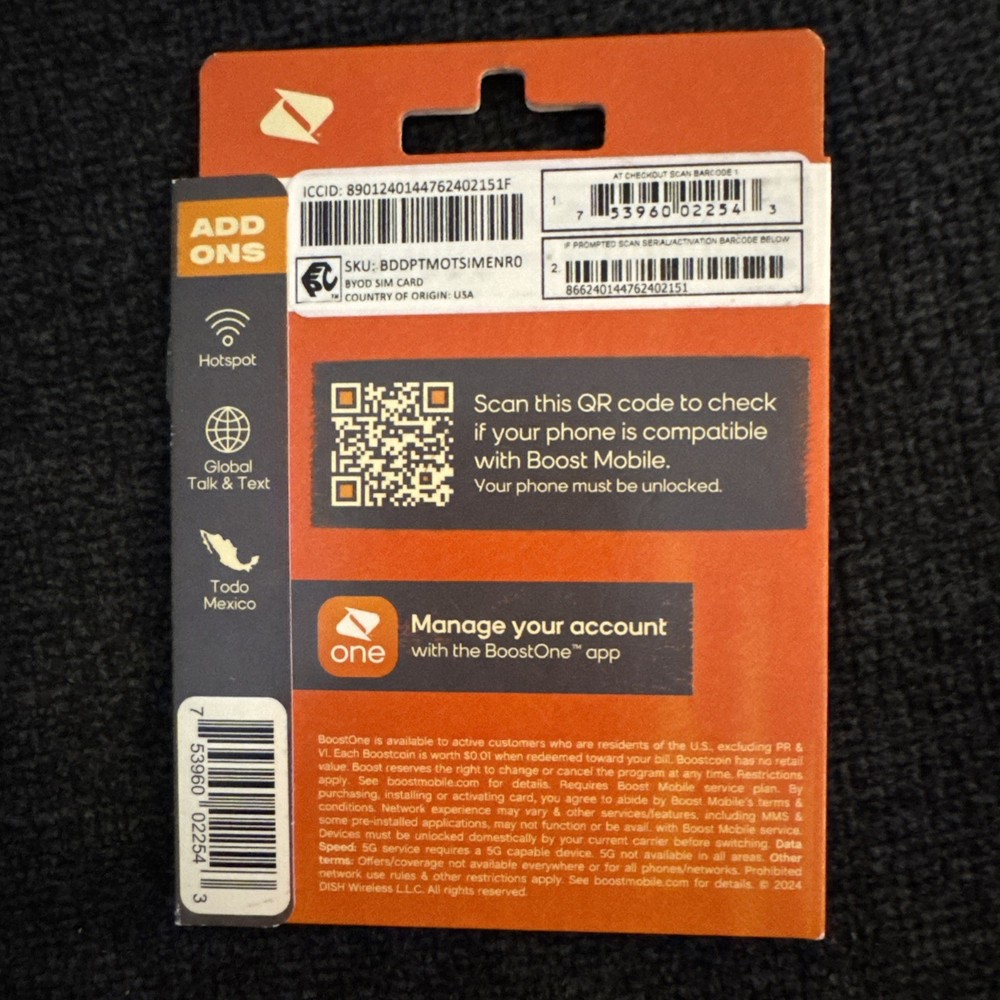 ICCID: 8901240144762402151F
SKU: BDDPTMOTSIMENR0
BYOD SIM CARD
COUNTRY OF ORIGIN: USA
AT CHECKOUT SCAN BARCODE 1
1.
7 53960 02254 3
IF PROMPTED SCAN SERIAL/ACTIVATION BARCODE BELOW
2.
866240144762402151
ADD
ONS
Hotspot
Global
Talk & Text
Todo
Mexico
7 53960 02254 3
Scan this QR code to check
if your phone is compatible
with Boost Mobile.
Your phone must be unlocked.
one
Manage your account
with the BoostOne™ app
BoostOne is available to active customers who are residents of the U.S., excluding PR &
VI. Each Boostcoin is worth $0.01 when redeemed toward your bill. Boostcoin has no retail
value. Boost reserves the right to change or cancel the program at any time. Restrictions
apply. See boostmobile.com for details. Requires Boost Mobile service plan. By
purchasing, installing or activating card, you agree to abide by Boost Mobile's terms &
conditions. Network experience may vary & other services/features, including MMS &
some pre-installed applications, may not function or be avail. with Boost Mobile service.
Devices must be unlocked domestically by your current carrier before switching. Data
Speed: 5G service requires a 5G capable device. 5G not available in all areas. Other
terms: Offers/coverage not available everywhere or for all phones/networks. Prohibited
network use rules & other restrictions apply. See boostmobile.com for details. © 2024
DISH Wireless L.L.C. All rights reserved.